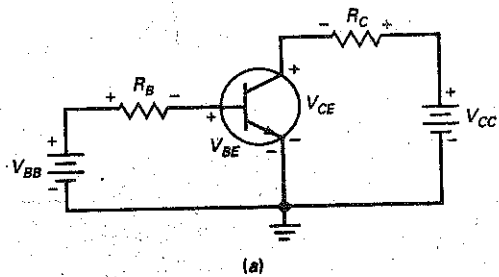 - R_C +
+ R_B -
+
V_CE
+
V_CC
-
+
V_BE
- -
+
V_BB
-
(a)